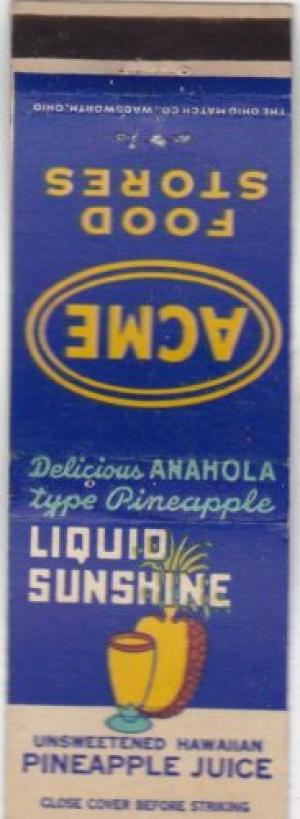 THE OHIO MATCH CO., WADSWORTH, OHIO
ACME
FOOD
STORES
Delicious ANAHOLA
type Pineapple
LIQUID
SUNSHINE
UNSWEETENED HAWAIIAN
PINEAPPLE JUICE
CLOSE COVER BEFORE STRIKING